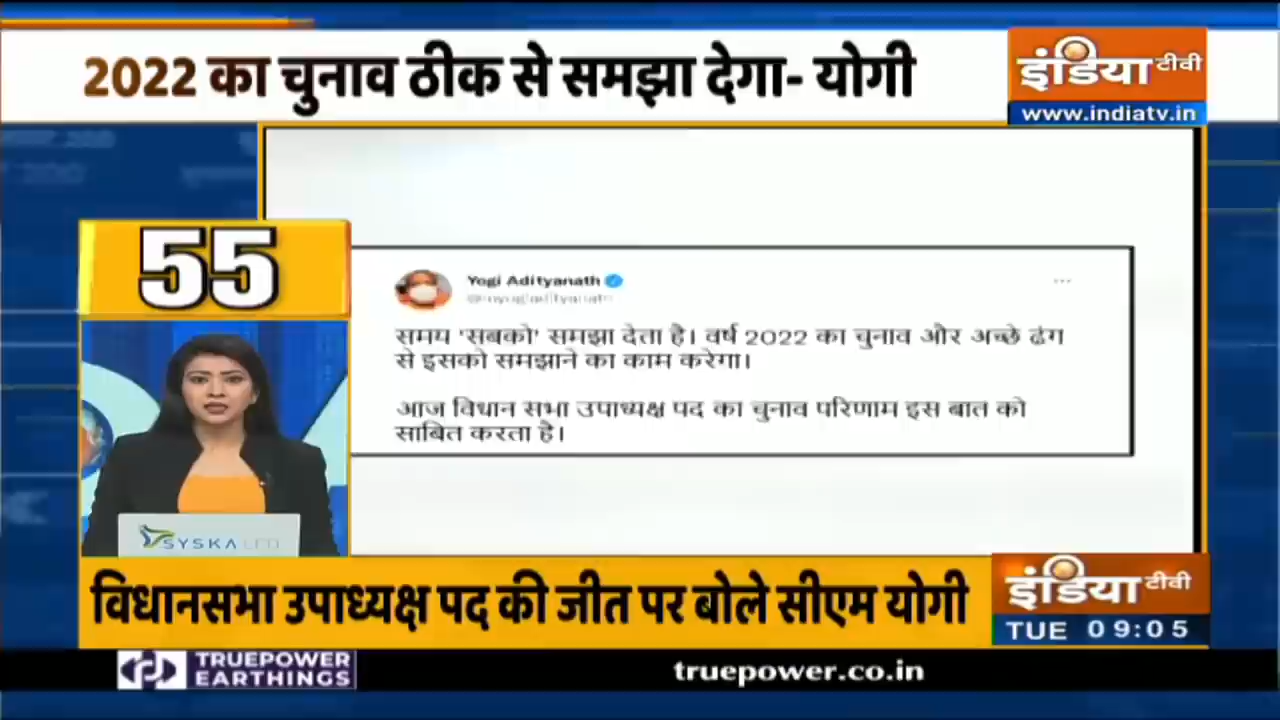 2022 का चुनाव ठीक से समझा देगा- योगी
इंडिया टीवी
www.indiatv.in
55
Yogi Adityanath
@myogiadityanath
समय 'सबको' समझा देता है। वर्ष 2022 का चुनाव और अच्छे ढंग
से इसको समझाने का काम करेगा।
आज विधान सभा उपाध्यक्ष पद का चुनाव परिणाम इस बात को
साबित करता है।
SYSKA LED
विधानसभा उपाध्यक्ष पद की जीत पर बोले सीएम योगी
इंडिया टीवी
TUE 09:05
TRUEPOWER
EARTHINGS
truepower.co.in